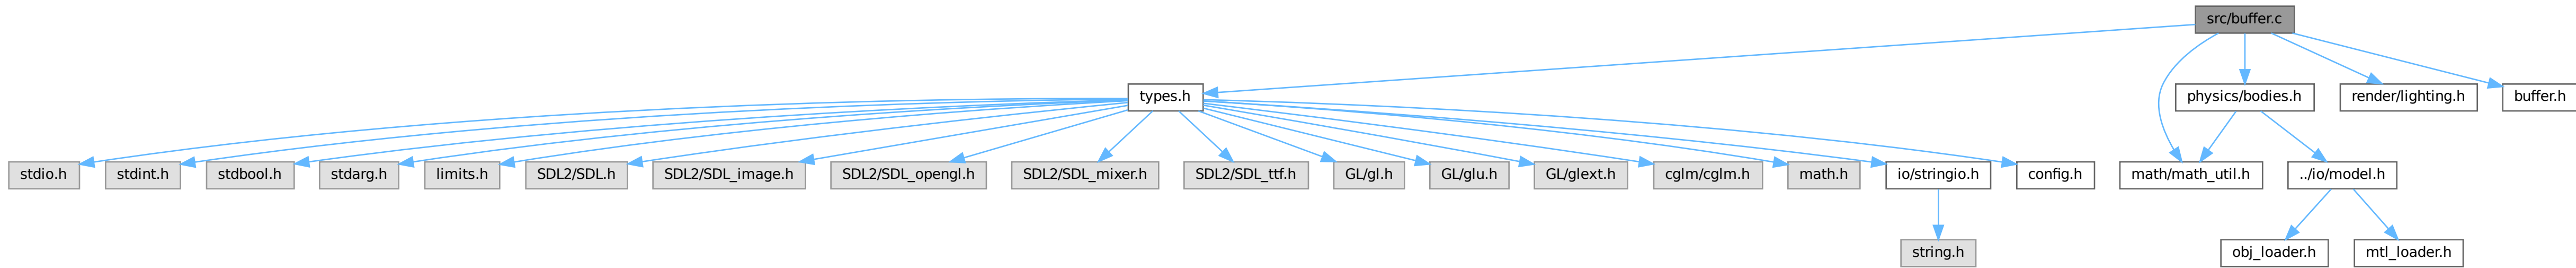 src/buffer.c
types.h
physics/bodies.h
render/lighting.h
buffer.h
stdio.h
stdint.h
stdbool.h
stdarg.h
limits.h
SDL2/SDL.h
SDL2/SDL_image.h
SDL2/SDL_opengl.h
SDL2/SDL_mixer.h
SDL2/SDL_ttf.h
GL/gl.h
GL/glu.h
GL/glext.h
cglm/cglm.h
math.h
io/stringio.h
config.h
math/math_util.h
../io/model.h
string.h
obj_loader.h
mtl_loader.h